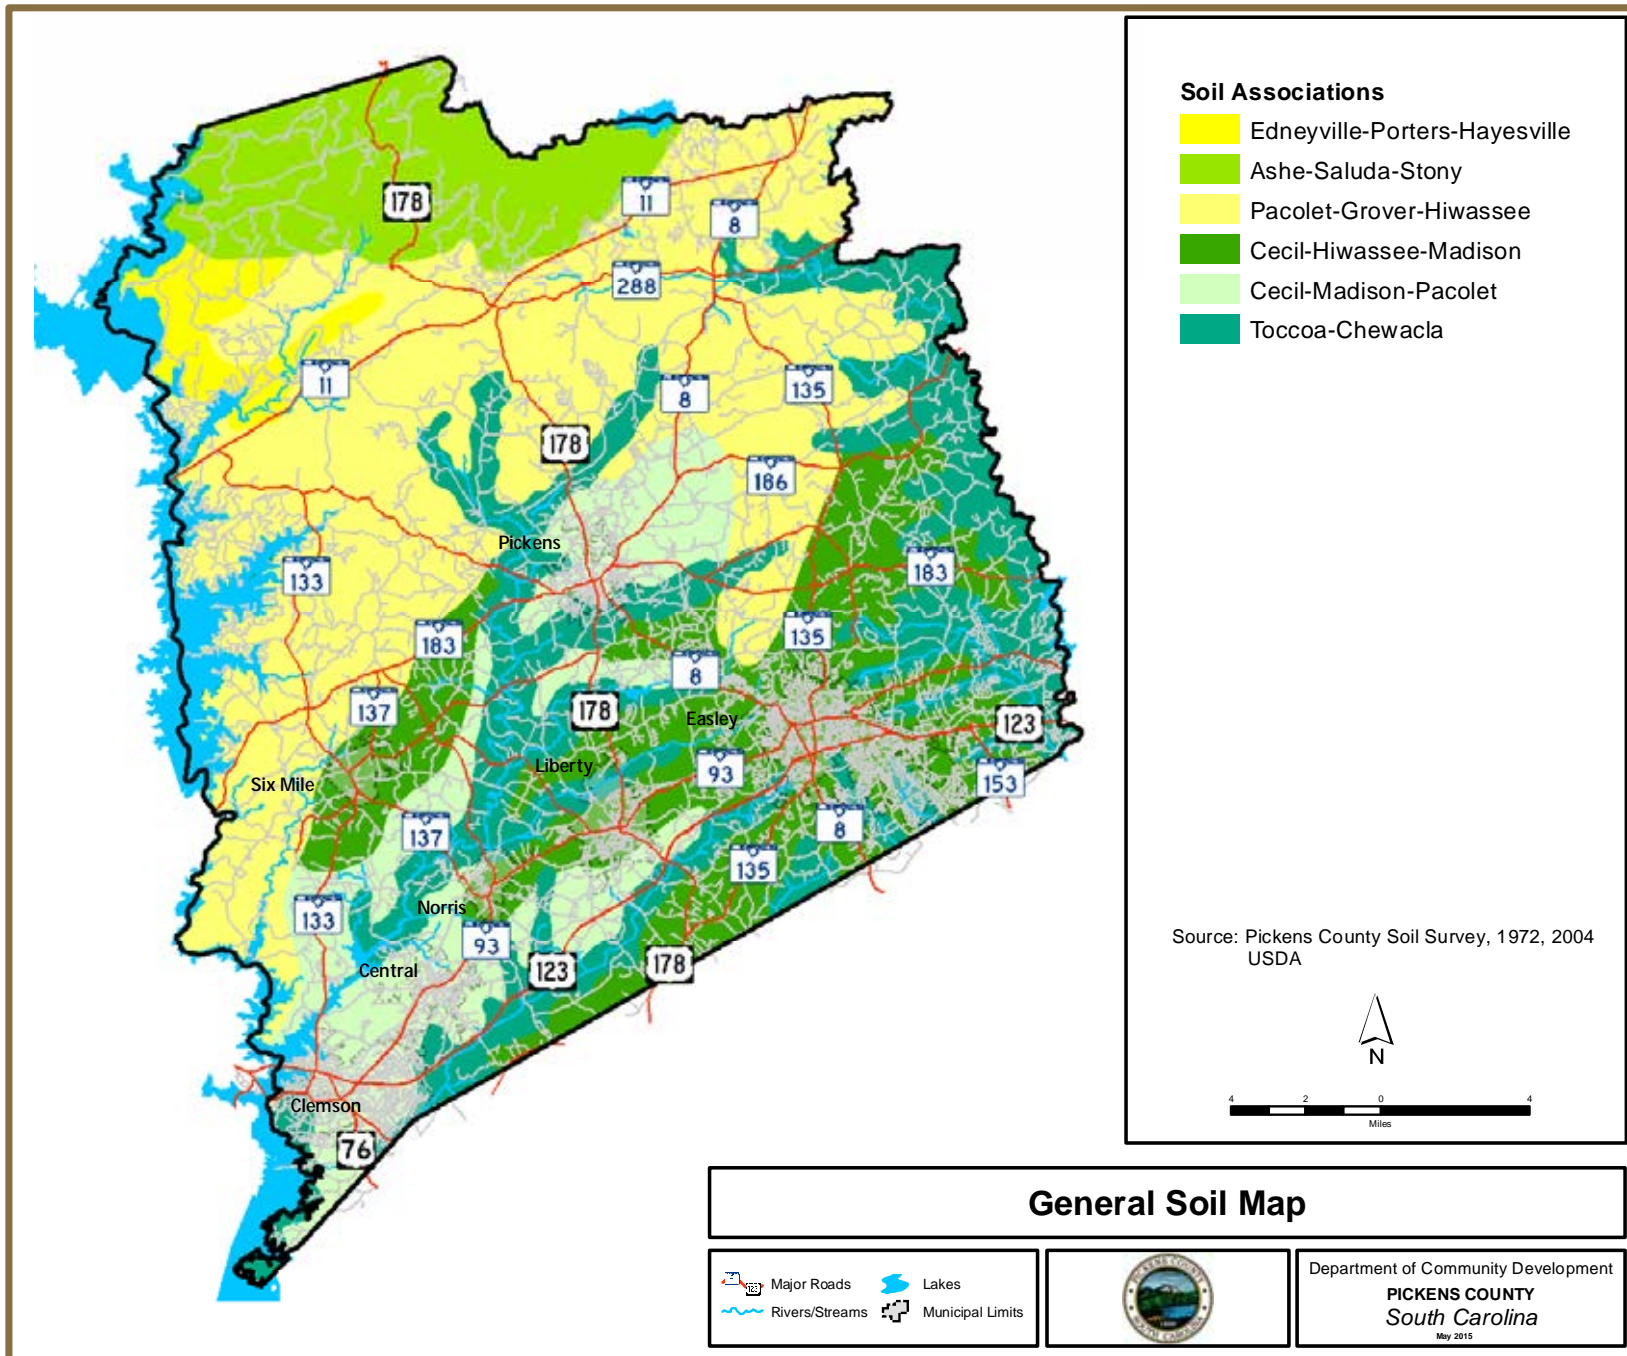 Soil Associations
Edneyville-Porters-Hayesville
Ashe-Saluda-Stony
Pacolet-Grover-Hiwassee
Cecil-Hiwassee-Madison
Cecil-Madison-Pacolet
Toccoa-Chewacla
178
11
8
288
11
8
135
178
186
Pickens
133
183
183
135
8
137
178
Easley
123
Liberty
93
Six Mile
153
137
8
135
Norris
133
93
Central
123
178
Clemson
76
Source: Pickens County Soil Survey, 1972, 2004
USDA
N
4 2 0 4
Miles
General Soil Map
Major Roads
Lakes
Rivers/Streams
Municipal Limits
PICKENS COUNTY
SOUTH CAROLINA
Department of Community Development
PICKENS COUNTY
South Carolina
May 2015